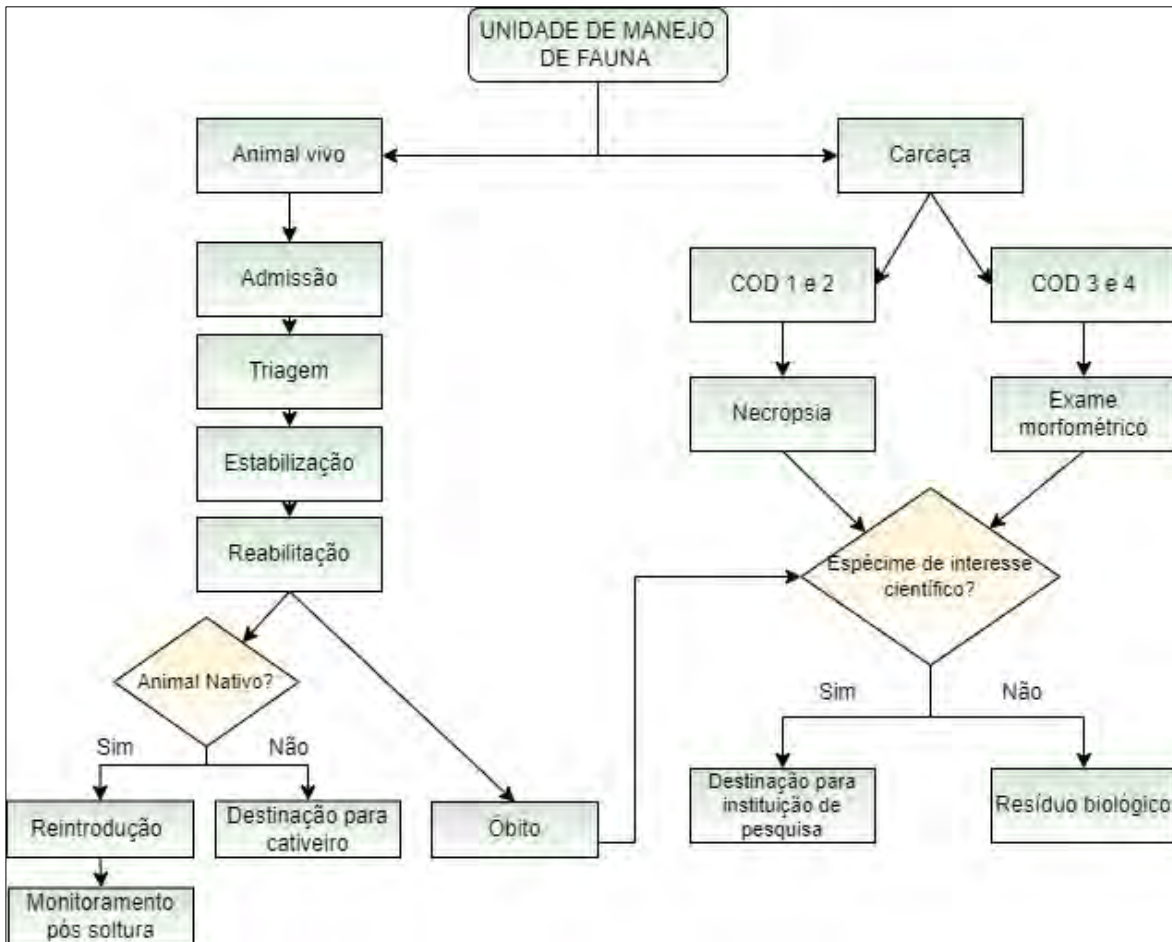 UNIDADE DE MANEJO
DE FAUNA
Animal vivo
Carcaça
Admissão
COD 1 e 2
COD 3 e 4
Triagem
Necropsia
Exame
morfométrico
Estabilização
Reabilitação
Espécime de interesse
científico?
Animal Nativo?
Sim
Não
Sim
Não
Reintrodução
Destinação para
cativeiro
Óbito
Destinação para
instituição de
pesquisa
Resíduo biológico
Monitoramento
pós soltura